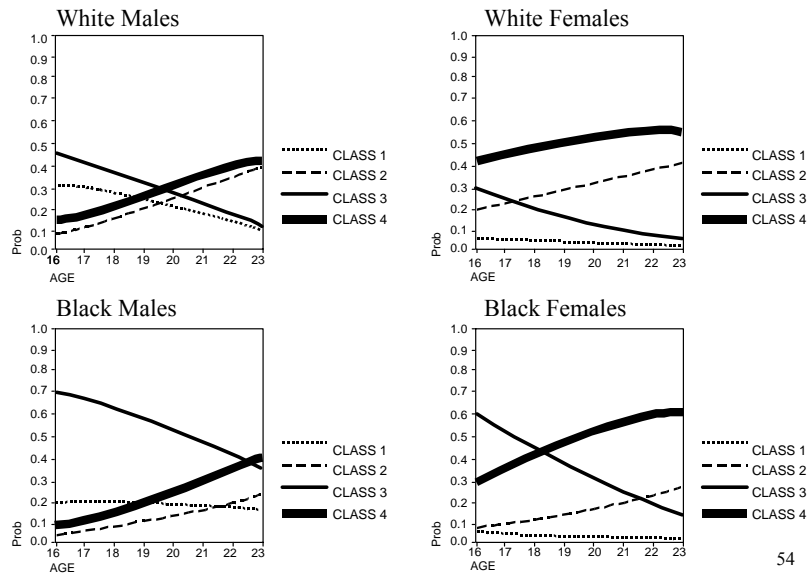 White Males
1.0
0.9
0.8
0.7
0.6
0.5
0.4
0.3
0.2
0.1
0.0
Prob
16 17 18 19 20 21 22 23
AGE
CLASS 1
CLASS 2
CLASS 3
CLASS 4
White Females
1.0
0.9
0.8
0.7
0.6
0.5
0.4
0.3
0.2
0.1
0.0
Prob
16 17 18 19 20 21 22 23
AGE
CLASS 1
CLASS 2
CLASS 3
CLASS 4
Black Males
1.0
0.9
0.8
0.7
0.6
0.5
0.4
0.3
0.2
0.1
0.0
Prob
16 17 18 19 20 21 22 23
AGE
CLASS 1
CLASS 2
CLASS 3
CLASS 4
Black Females
1.0
0.9
0.8
0.7
0.6
0.5
0.4
0.3
0.2
0.1
0.0
Prob
16 17 18 19 20 21 22 23
AGE
CLASS 1
CLASS 2
CLASS 3
CLASS 4
54